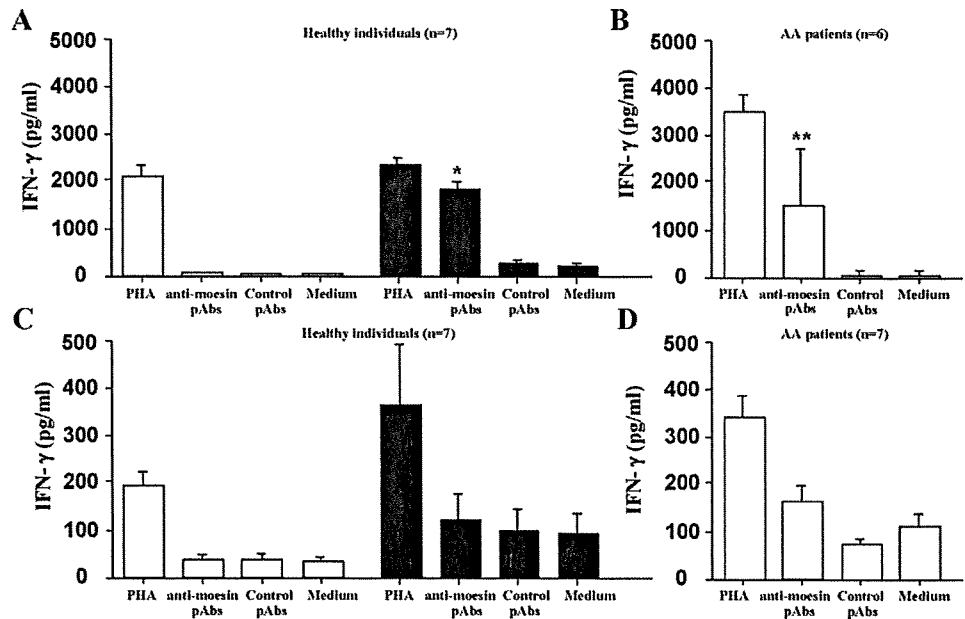 A
Healthy individuals (n=7)
5000
4000
3000
2000
1000
0
IFN- γ (pg/ml)
*
PHA anti-moesin pAbs Control pAbs Medium PHA anti-moesin pAbs Control pAbs Medium
B
AA patients (n=6)
5000
4000
3000
2000
1000
0
IFN- γ (pg/ml)
**
PHA anti-moesin pAbs Control pAbs Medium
C
Healthy individuals (n=7)
500
400
300
200
100
0
IFN- γ (pg/ml)
PHA anti-moesin pAbs Control pAbs Medium PHA anti-moesin pAbs Control pAbs Medium
D
AA patients (n=7)
500
400
300
200
100
0
IFN- γ (pg/ml)
PHA anti-moesin pAbs Control pAbs Medium